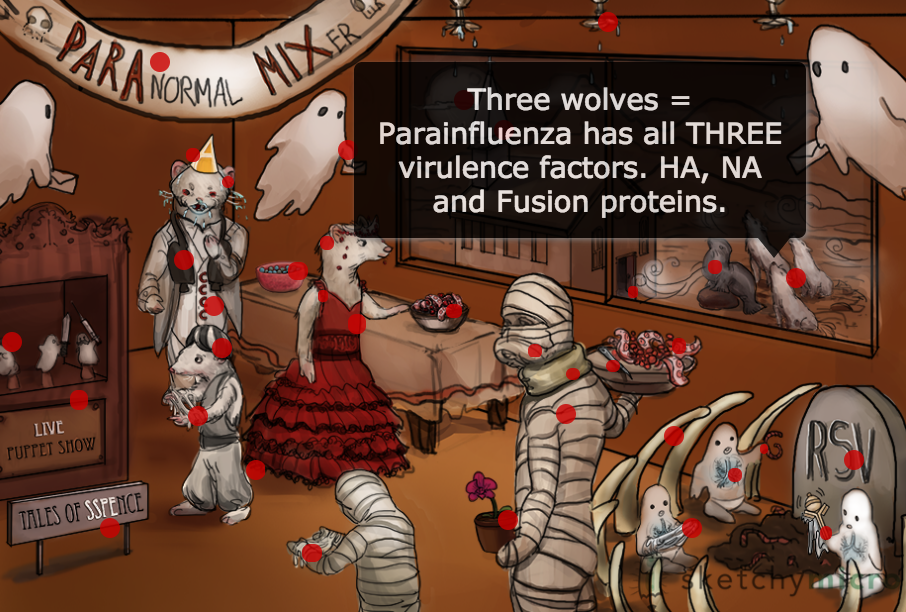 PARANORMAL MIXER
Three wolves =
Parainfluenza has all THREE
virulence factors. HA, NA
and Fusion proteins.
LIVE
PUPPET SHOW
TALES OF SSPENCE
RSV
sketchymicro